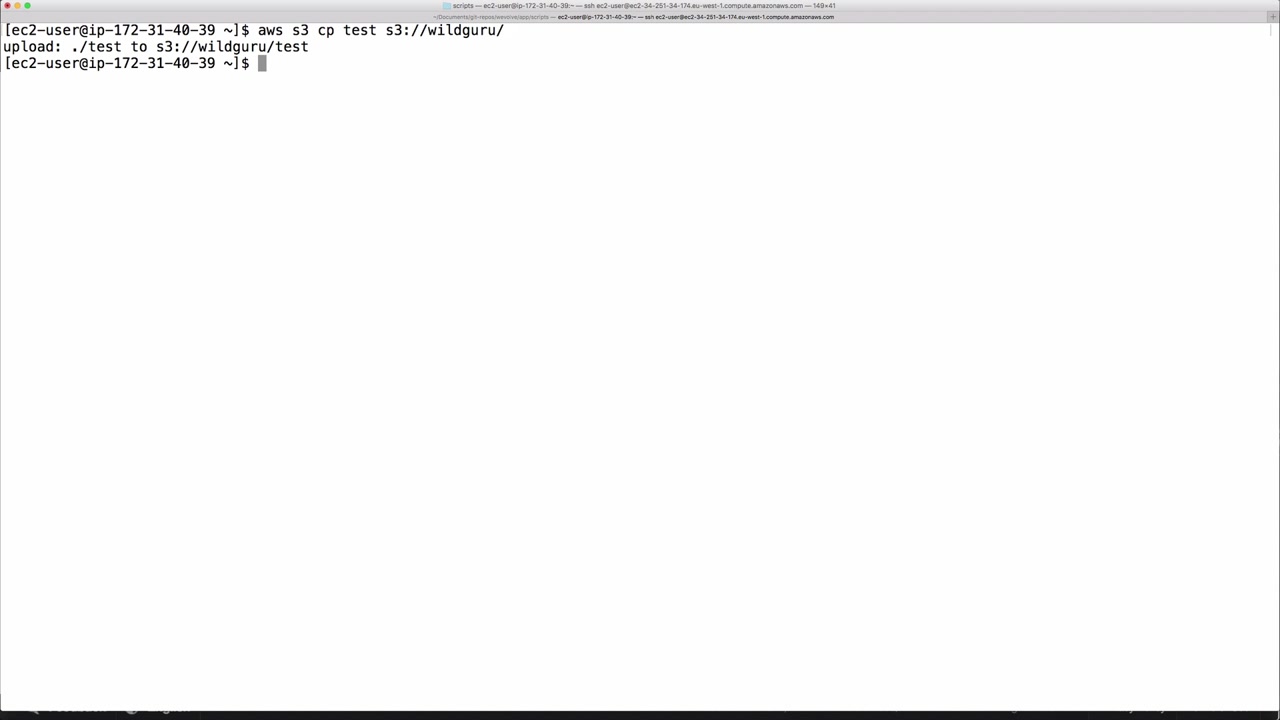 scripts — ec2-user@ip-172-31-40-39:~ — ssh ec2-user@ec2-34-251-34-174.eu-west-1.compute.amazonaws.com — 149×41
~/Documents/git-repos/wevolve/app/scripts — ec2-user@ip-172-31-40-39:~ — ssh ec2-user@ec2-34-251-34-174.eu-west-1.compute.amazonaws.com
[ec2-user@ip-172-31-40-39 ~]$ aws s3 cp test s3://wildguru/
upload: ./test to s3://wildguru/test
[ec2-user@ip-172-31-40-39 ~]$